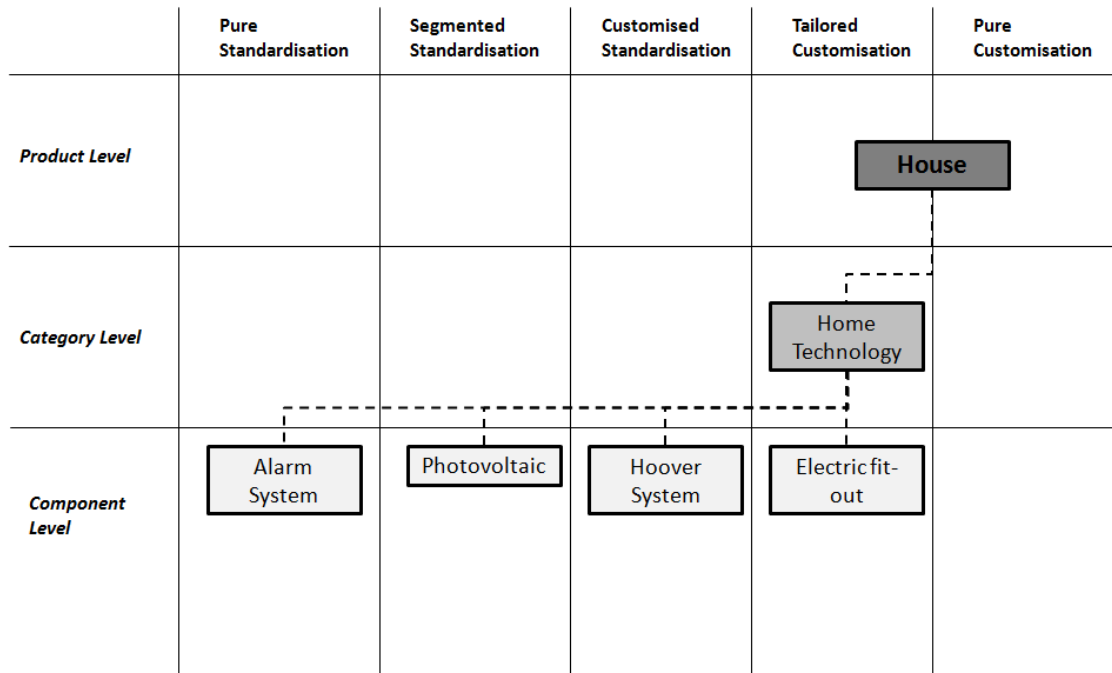 Pure
Standardisation
Segmented
Standardisation
Customised
Standardisation
Tailored
Customisation
Pure
Customisation
Product Level
House
Category Level
Home
Technology
Component
Level
Alarm
System
Photovoltaic
Hoover
System
Electric fit-
out